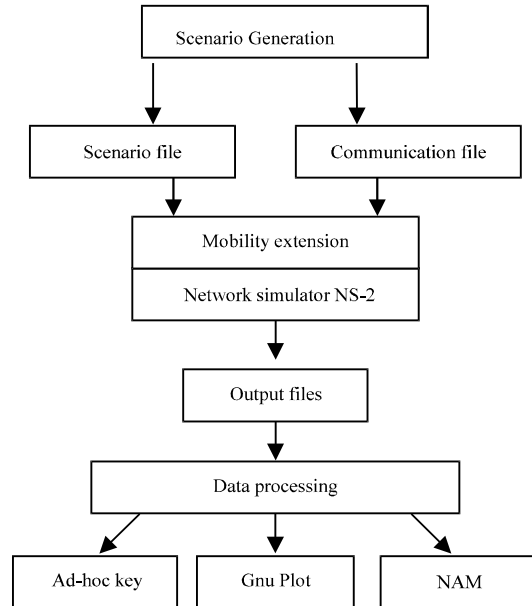 Scenario Generation
Scenario file
Communication file
Mobility extension
Network simulator NS-2
Output files
Data processing
Ad-hoc key
Gnu Plot
NAM